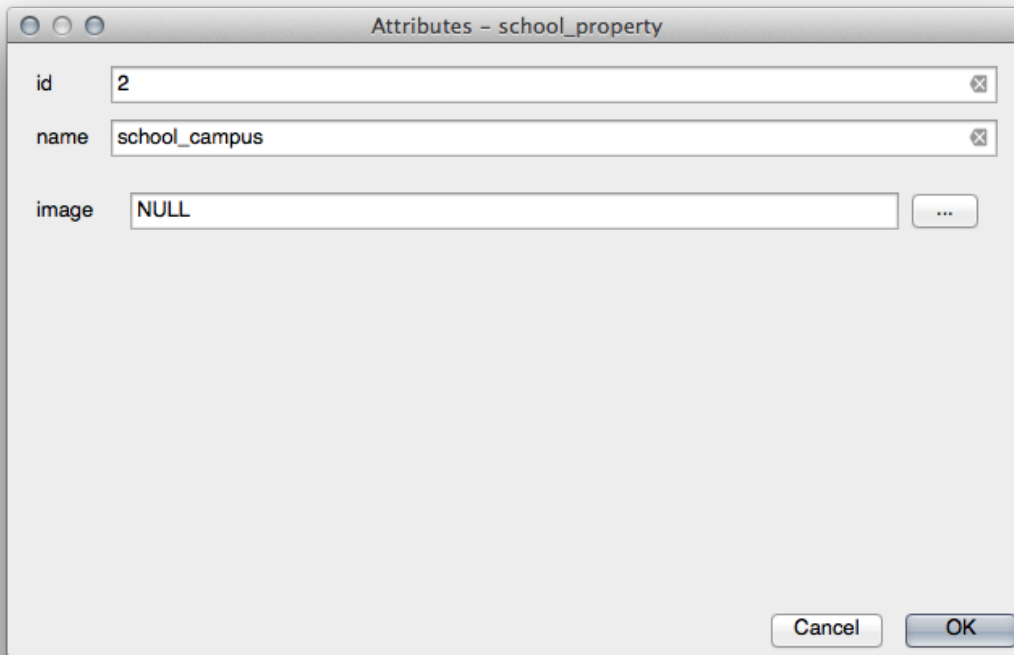 Attributes – school_property
id 2
name school_campus
image NULL ...
Cancel OK